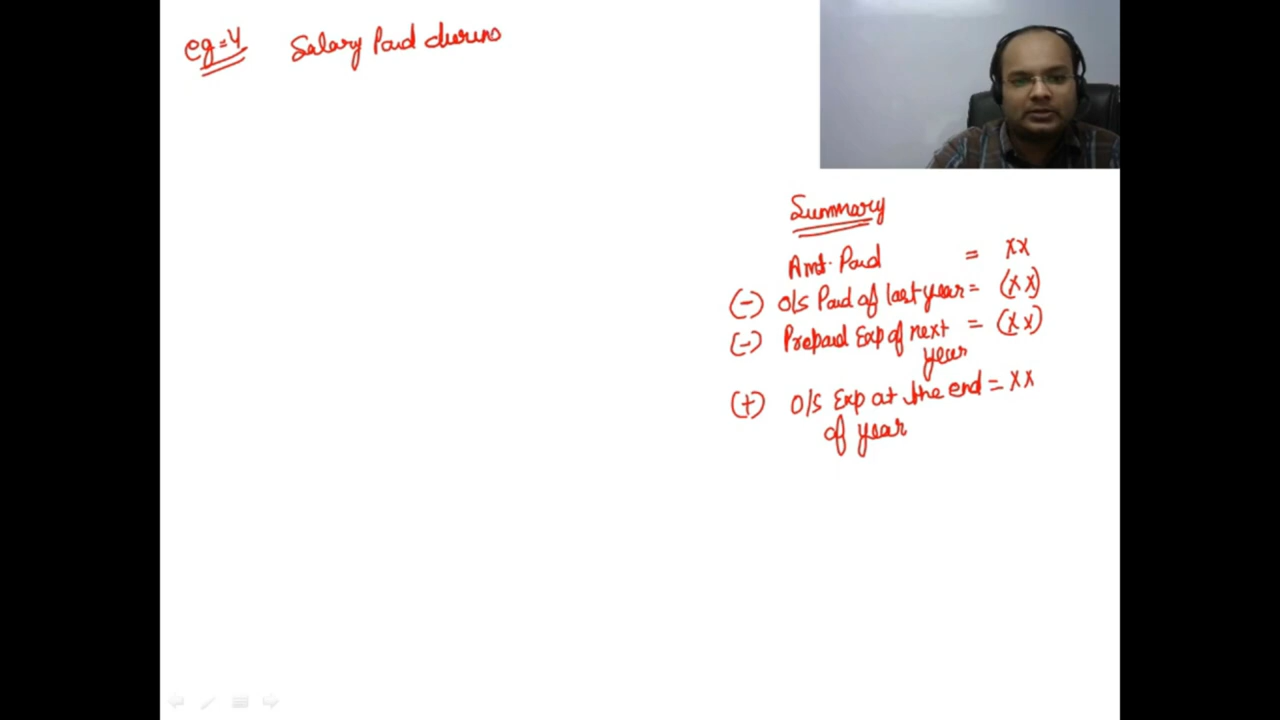 eg=4 Salary Paid durin
Summary
Amt. Paid = XX
(-) O/S Paid of last year = (XX)
(-) Prepaid Exp of next = (XX)
year
(+) O/S Exp at the end = XX
of year